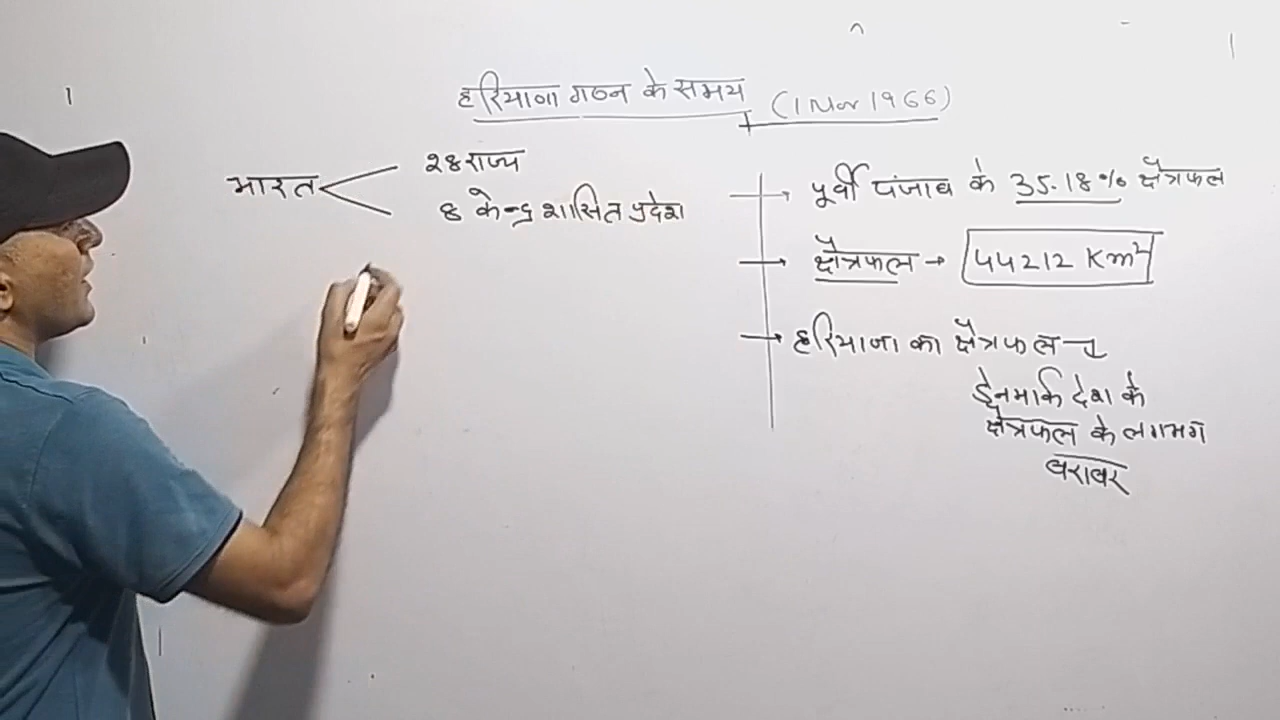 हरियाणा गठन के समय (1 Nov 1966)
भारत
28 राज्य
8 केन्द्र शासित प्रदेश
पूर्वी पंजाब के 35.18% क्षेत्रफल
क्षेत्रफल → 44212 Km²
हरियाणा का क्षेत्रफल
डेनमार्क देश के
क्षेत्रफल के लगभग
बराबर